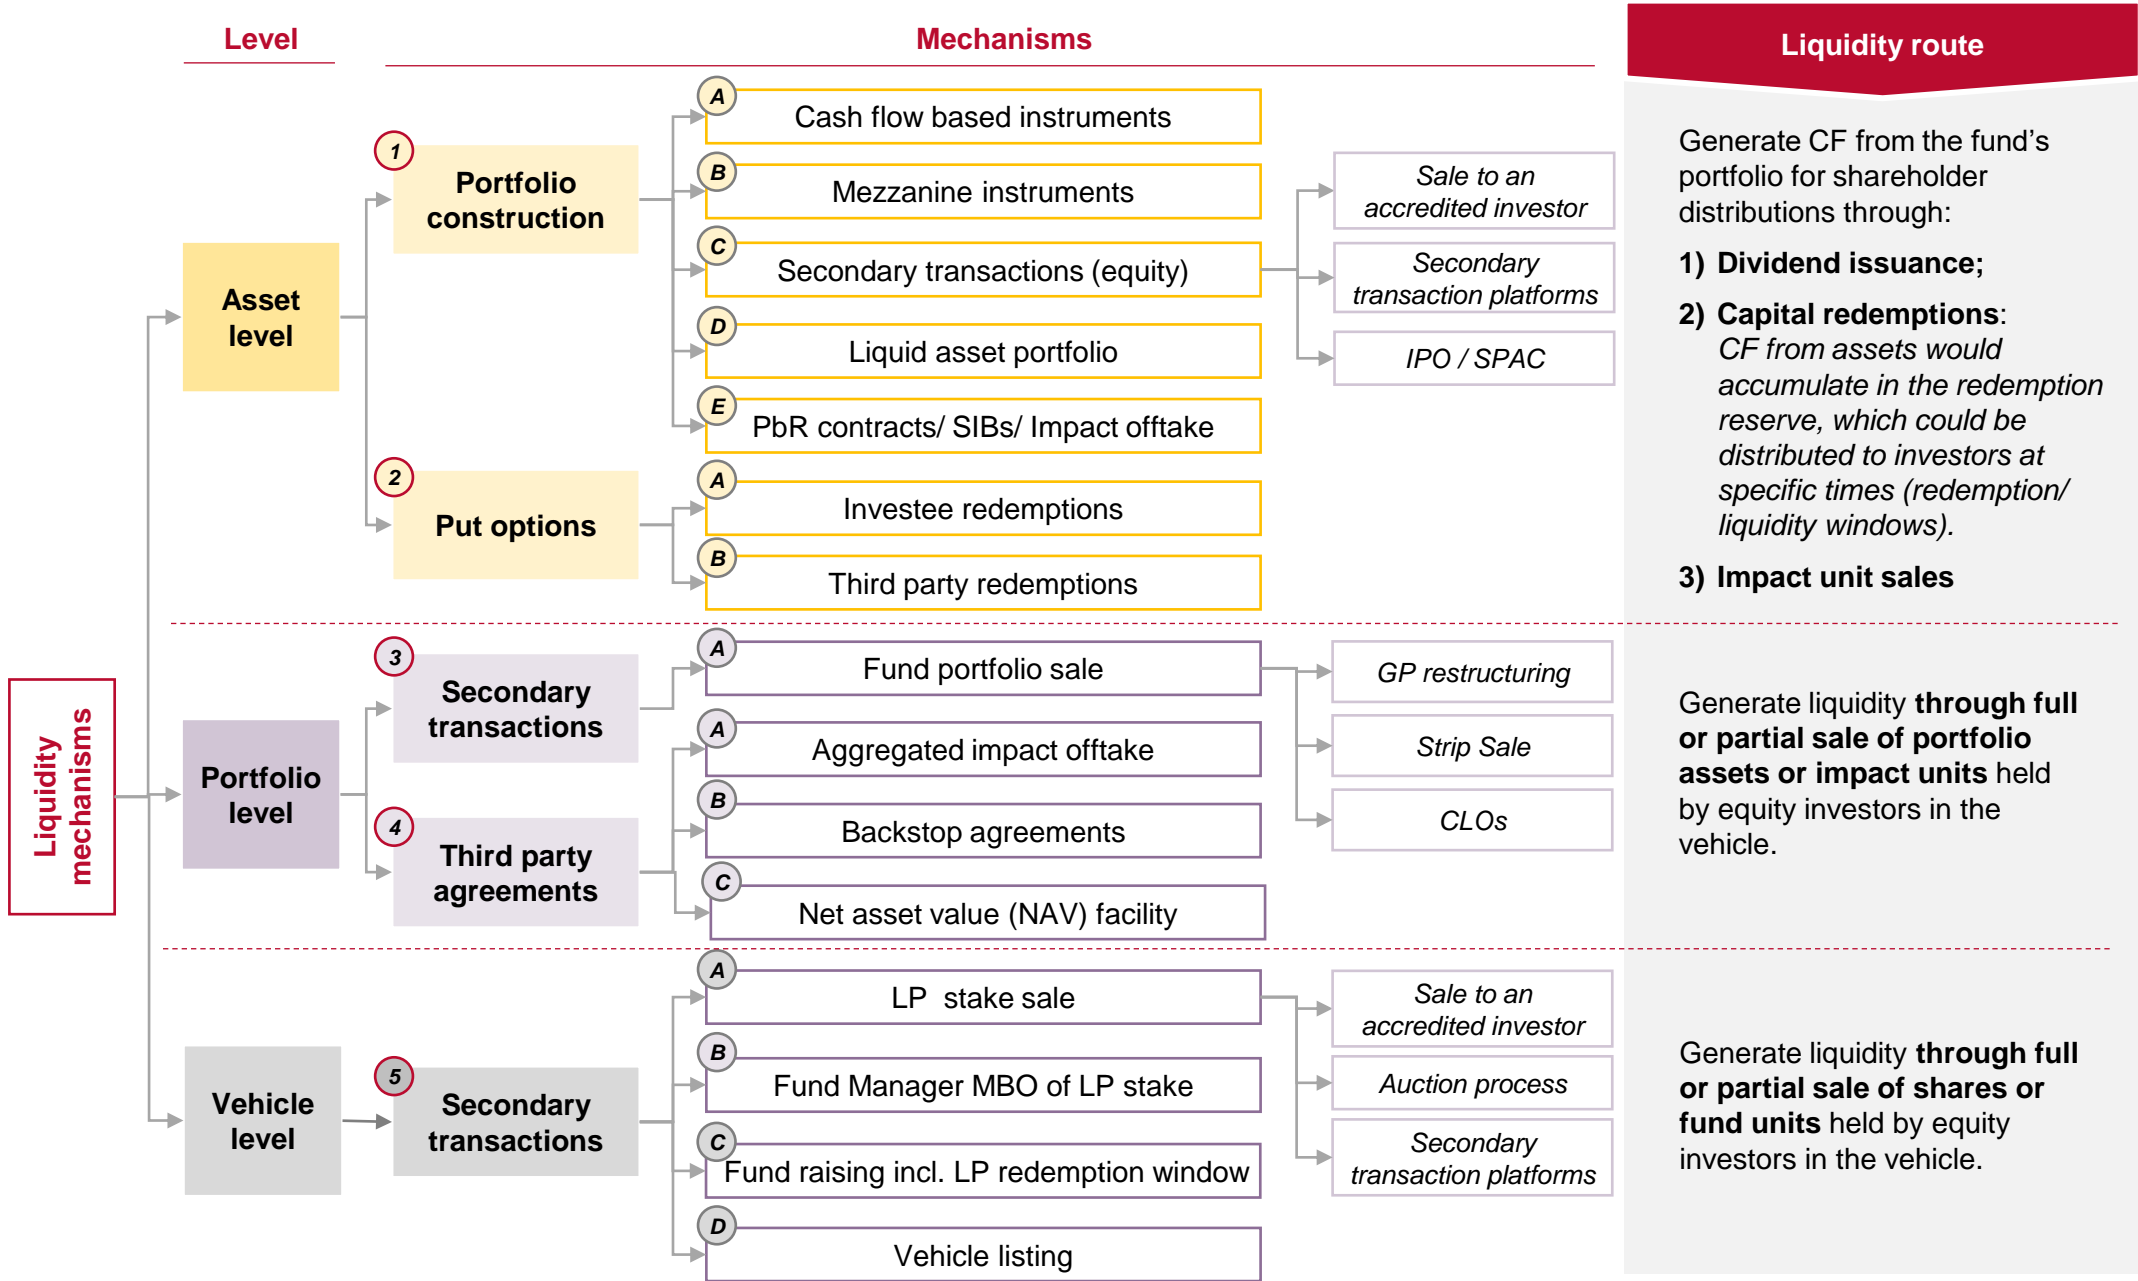 Level
Mechanisms
Liquidity route
Liquidity
mechanisms
Asset
level
1
Portfolio
construction
A
Cash flow based instruments
B
Mezzanine instruments
C
Secondary transactions (equity)
D
Liquid asset portfolio
E
PbR contracts/ SIBs/ Impact offtake
Sale to an
accredited investor
Secondary
transaction platforms
IPO / SPAC
2
Put options
A
Investee redemptions
B
Third party redemptions
Generate CF from the fund’s
portfolio for shareholder
distributions through:
1) Dividend issuance;
2) Capital redemptions:
CF from assets would
accumulate in the redemption
reserve, which could be
distributed to investors at
specific times (redemption/
liquidity windows).
3) Impact unit sales
Portfolio
level
3
Secondary
transactions
A
Fund portfolio sale
GP restructuring
Strip Sale
CLOs
4
Third party
agreements
A
Aggregated impact offtake
B
Backstop agreements
C
Net asset value (NAV) facility
Generate liquidity through full
or partial sale of portfolio
assets or impact units held
by equity investors in the
vehicle.
Vehicle
level
5
Secondary
transactions
A
LP stake sale
B
Fund Manager MBO of LP stake
C
Fund raising incl. LP redemption window
D
Vehicle listing
Sale to an
accredited investor
Auction process
Secondary
transaction platforms
Generate liquidity through full
or partial sale of shares or
fund units held by equity
investors in the vehicle.